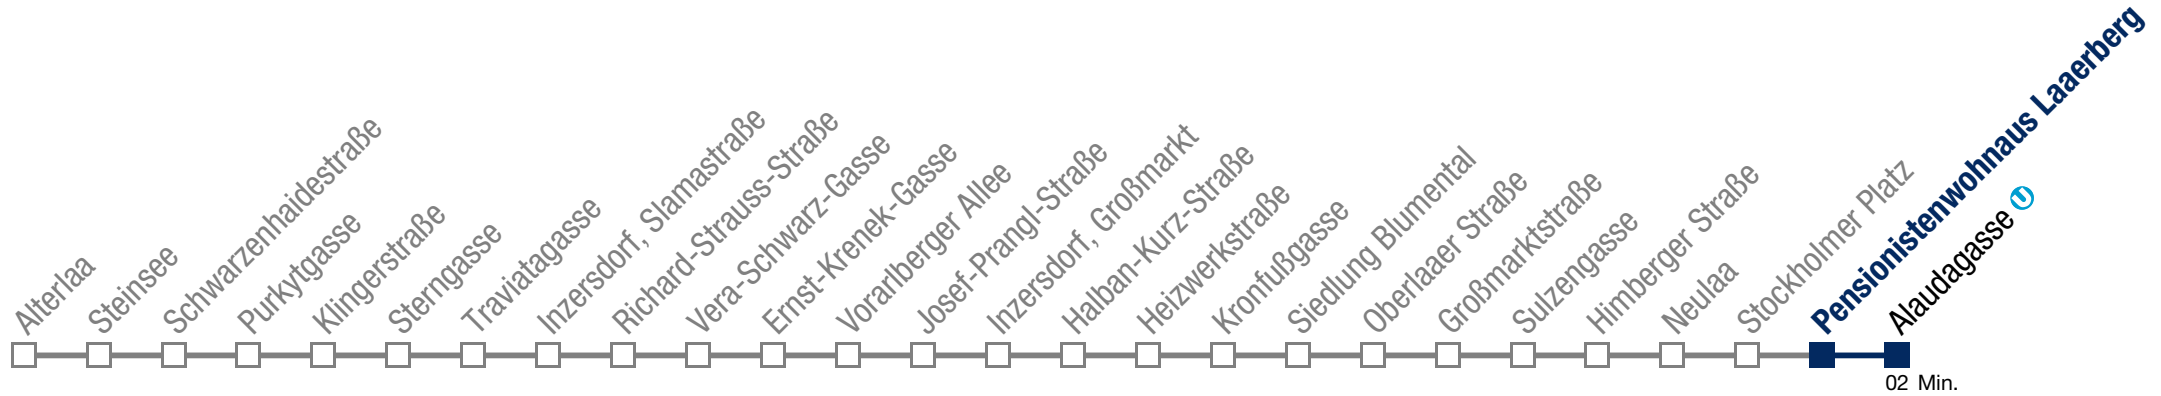 Alterlaa
Steinsee
Schwarzenhaidestraße
Purkytgasse
Klingerstraße
Sterngasse
Traviatagasse
Inzersdorf, Slamastraße
Richard-Strauss-Straße
Vera-Schwarz-Gasse
Ernst-Krenek-Gasse
Vorarlberger Allee
Josef-Prangl-Straße
Inzersdorf, Großmarkt
Halban-Kurz-Straße
Heizwerkstraße
Kronfußgasse
Siedlung Blumental
Oberlaaer Straße
Großmarktstraße
Sulzengasse
Himberger Straße
Neulaa
Stockholmer Platz
Pensionistenwohnaus Laaerberg
Alaudagasse U
02 Min.